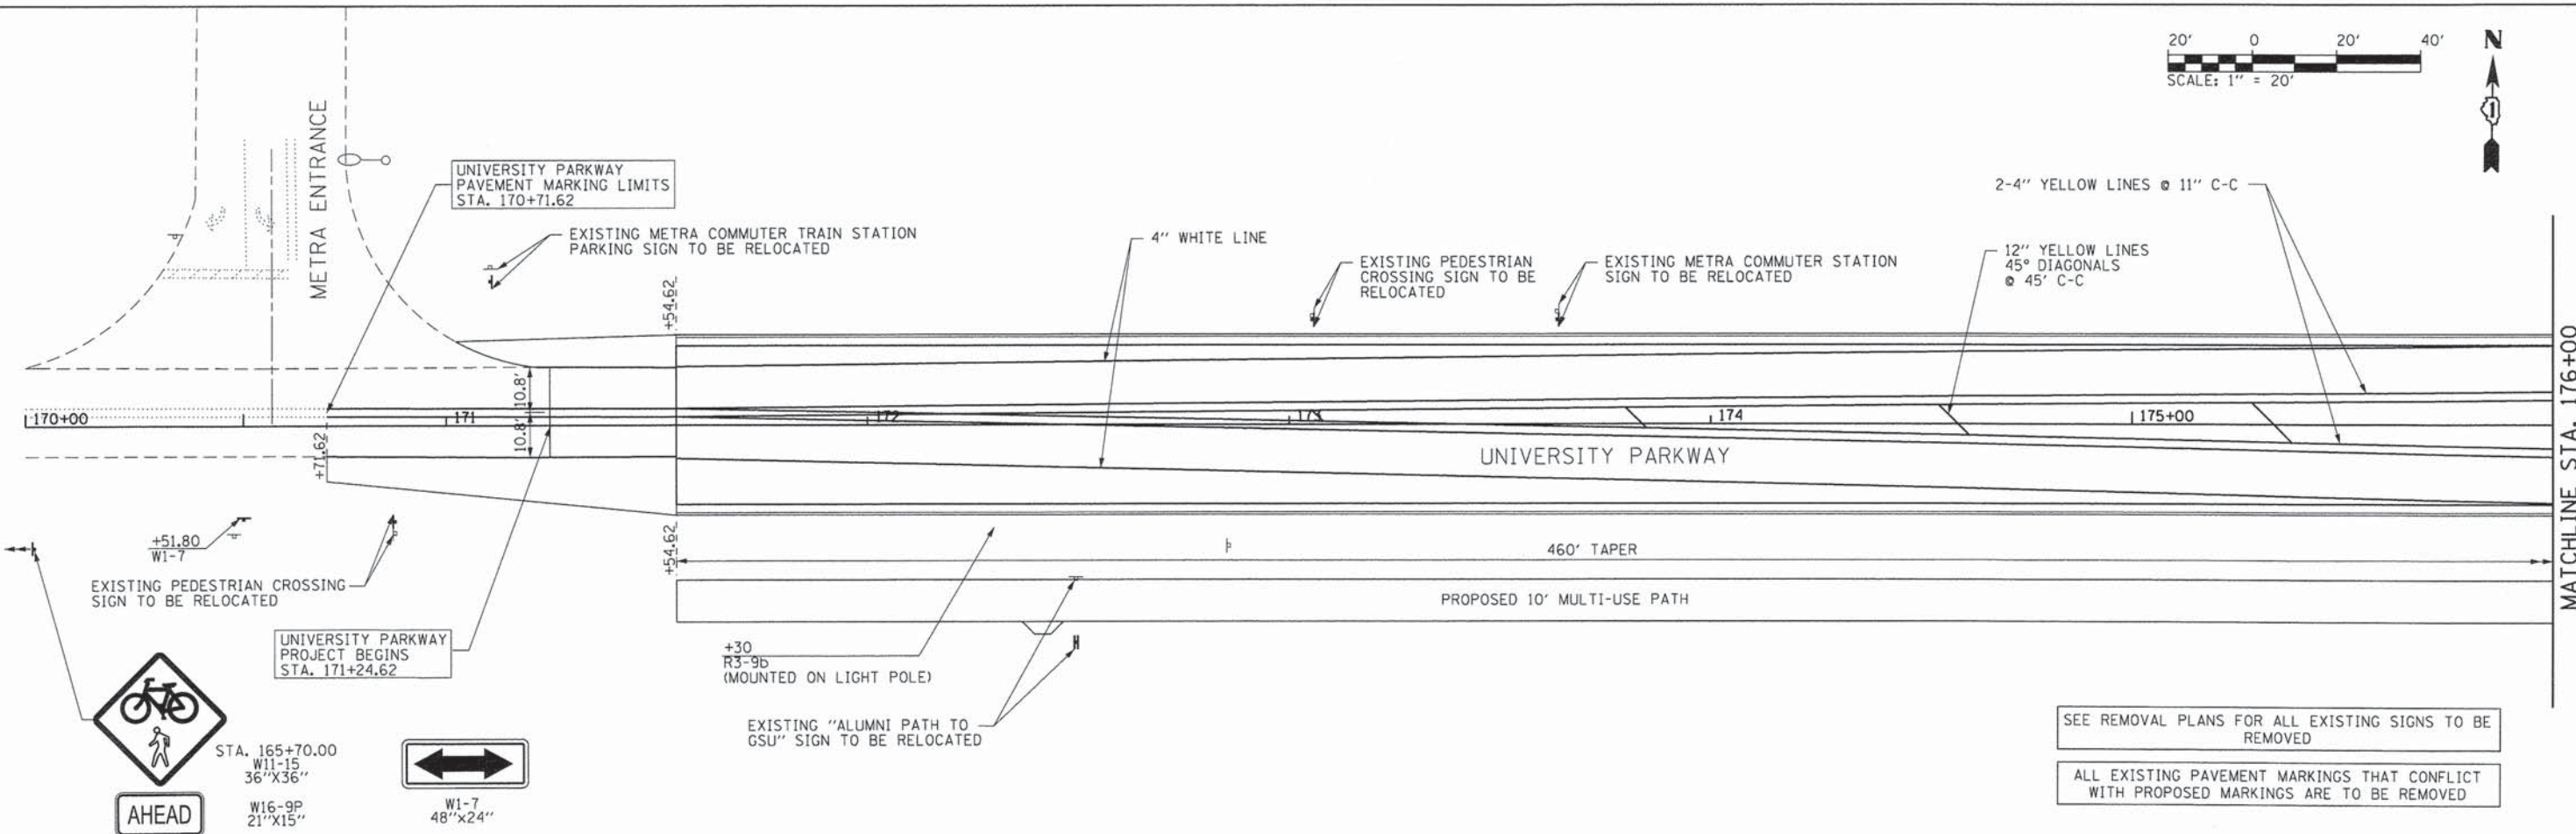 20' 0 20' 40'
SCALE: 1" = 20'
N
1
METRA ENTRANCE
UNIVERSITY PARKWAY
PAVEMENT MARKING LIMITS
STA. 170+71.62
EXISTING METRA COMMUTER TRAIN STATION
PARKING SIGN TO BE RELOCATED
+54.62
4" WHITE LINE
EXISTING PEDESTRIAN
CROSSING SIGN TO BE
RELOCATED
EXISTING METRA COMMUTER STATION
SIGN TO BE RELOCATED
2-4" YELLOW LINES @ 11" C-C
12" YELLOW LINES
45° DIAGONALS
@ 45' C-C
MATCHLINE STA. 176+00
10.8'
10.8'
170+00 171 172 173 174 175+00
+71.62
UNIVERSITY PARKWAY
+51.80
W1-7
EXISTING PEDESTRIAN CROSSING
SIGN TO BE RELOCATED
+54.62
460' TAPER
PROPOSED 10' MULTI-USE PATH
UNIVERSITY PARKWAY
PROJECT BEGINS
STA. 171+24.62
+30
R3-9b
(MOUNTED ON LIGHT POLE)
EXISTING "ALUMNI PATH TO
GSU" SIGN TO BE RELOCATED
STA. 165+70.00
W11-15
36"X36"
AHEAD
W16-9P
21"X15"
W1-7
48"x24"
SEE REMOVAL PLANS FOR ALL EXISTING SIGNS TO BE
REMOVED
ALL EXISTING PAVEMENT MARKINGS THAT CONFLICT
WITH PROPOSED MARKINGS ARE TO BE REMOVED